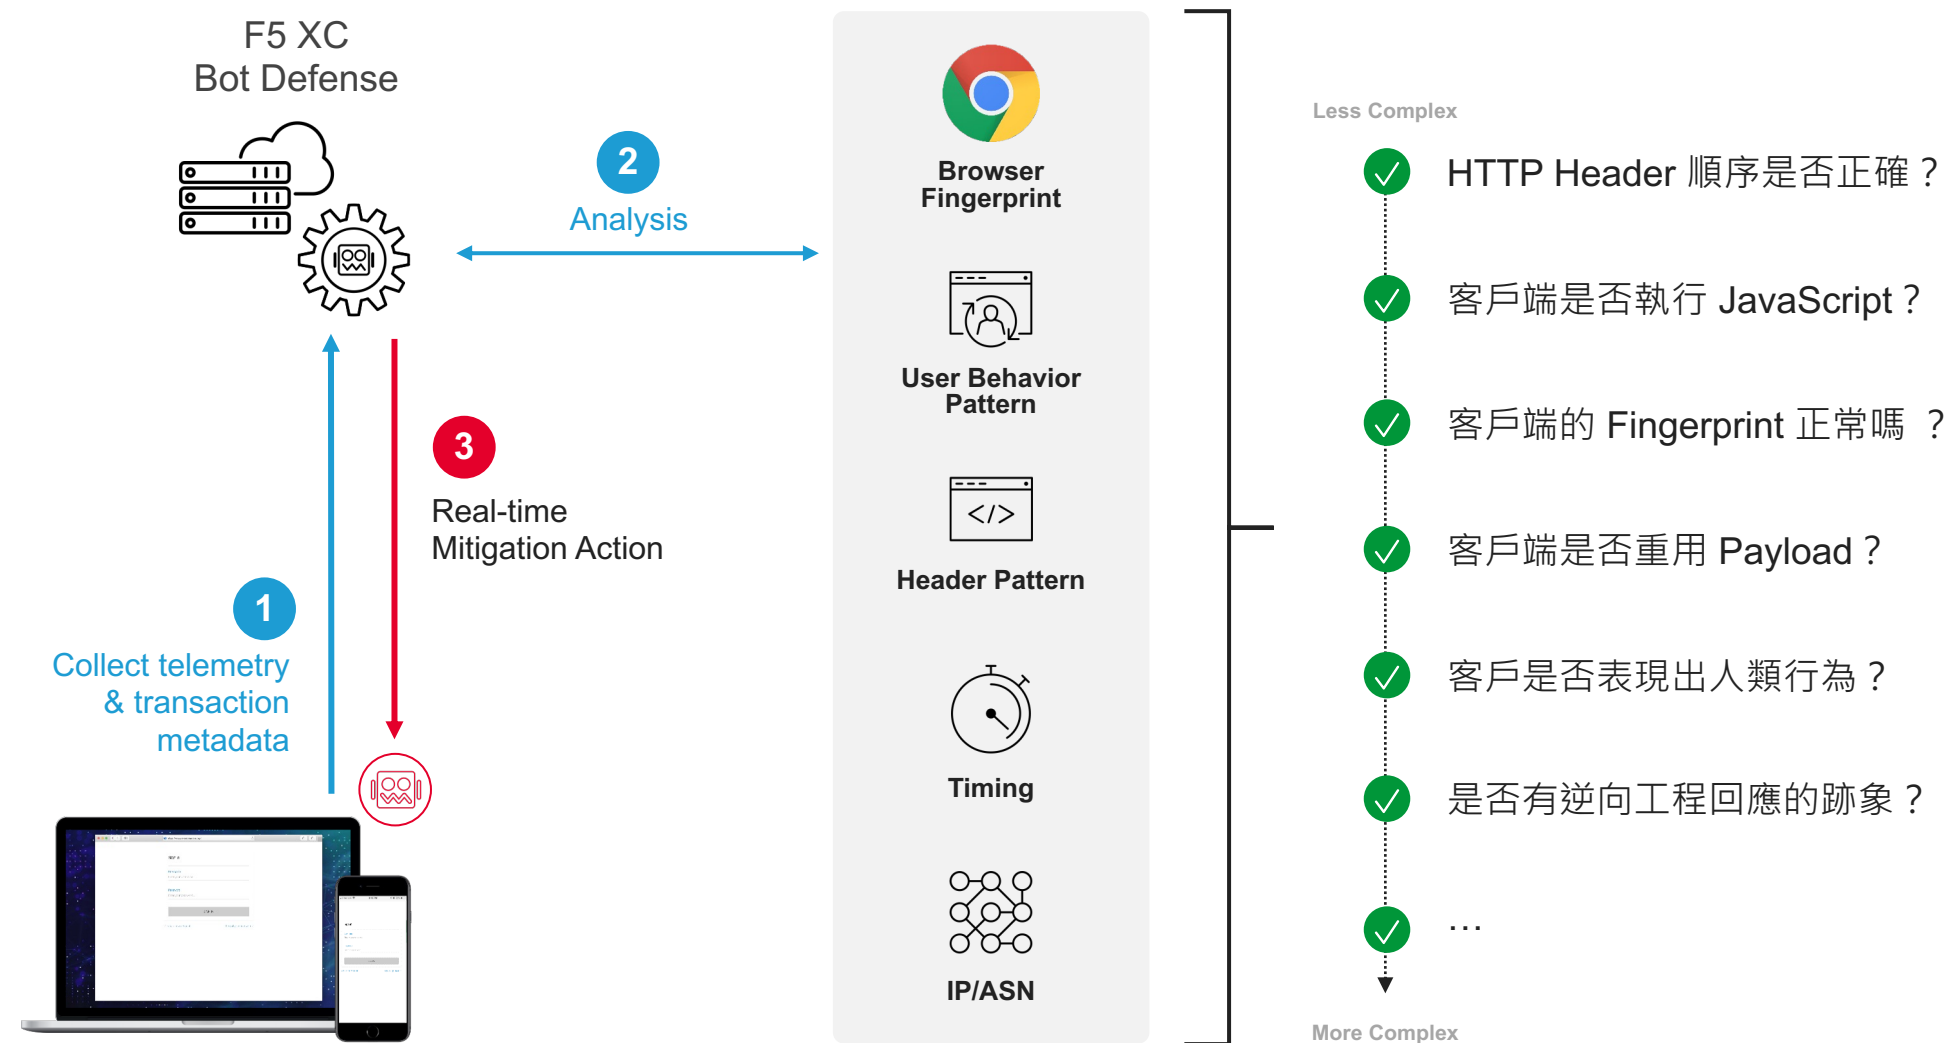 F5 XC
Bot Defense
2
Analysis
3
Real-time
Mitigation Action
1
Collect telemetry
& transaction
metadata
Browser
Fingerprint
User Behavior
Pattern
</>
Header Pattern
Timing
IP/ASN
Less Complex
HTTP Header 順序是否正確？
客戶端是否執行 JavaScript？
客戶端的 Fingerprint 正常嗎 ？
客戶端是否重用 Payload？
客戶是否表現出人類行為？
是否有逆向工程回應的跡象？
…
More Complex